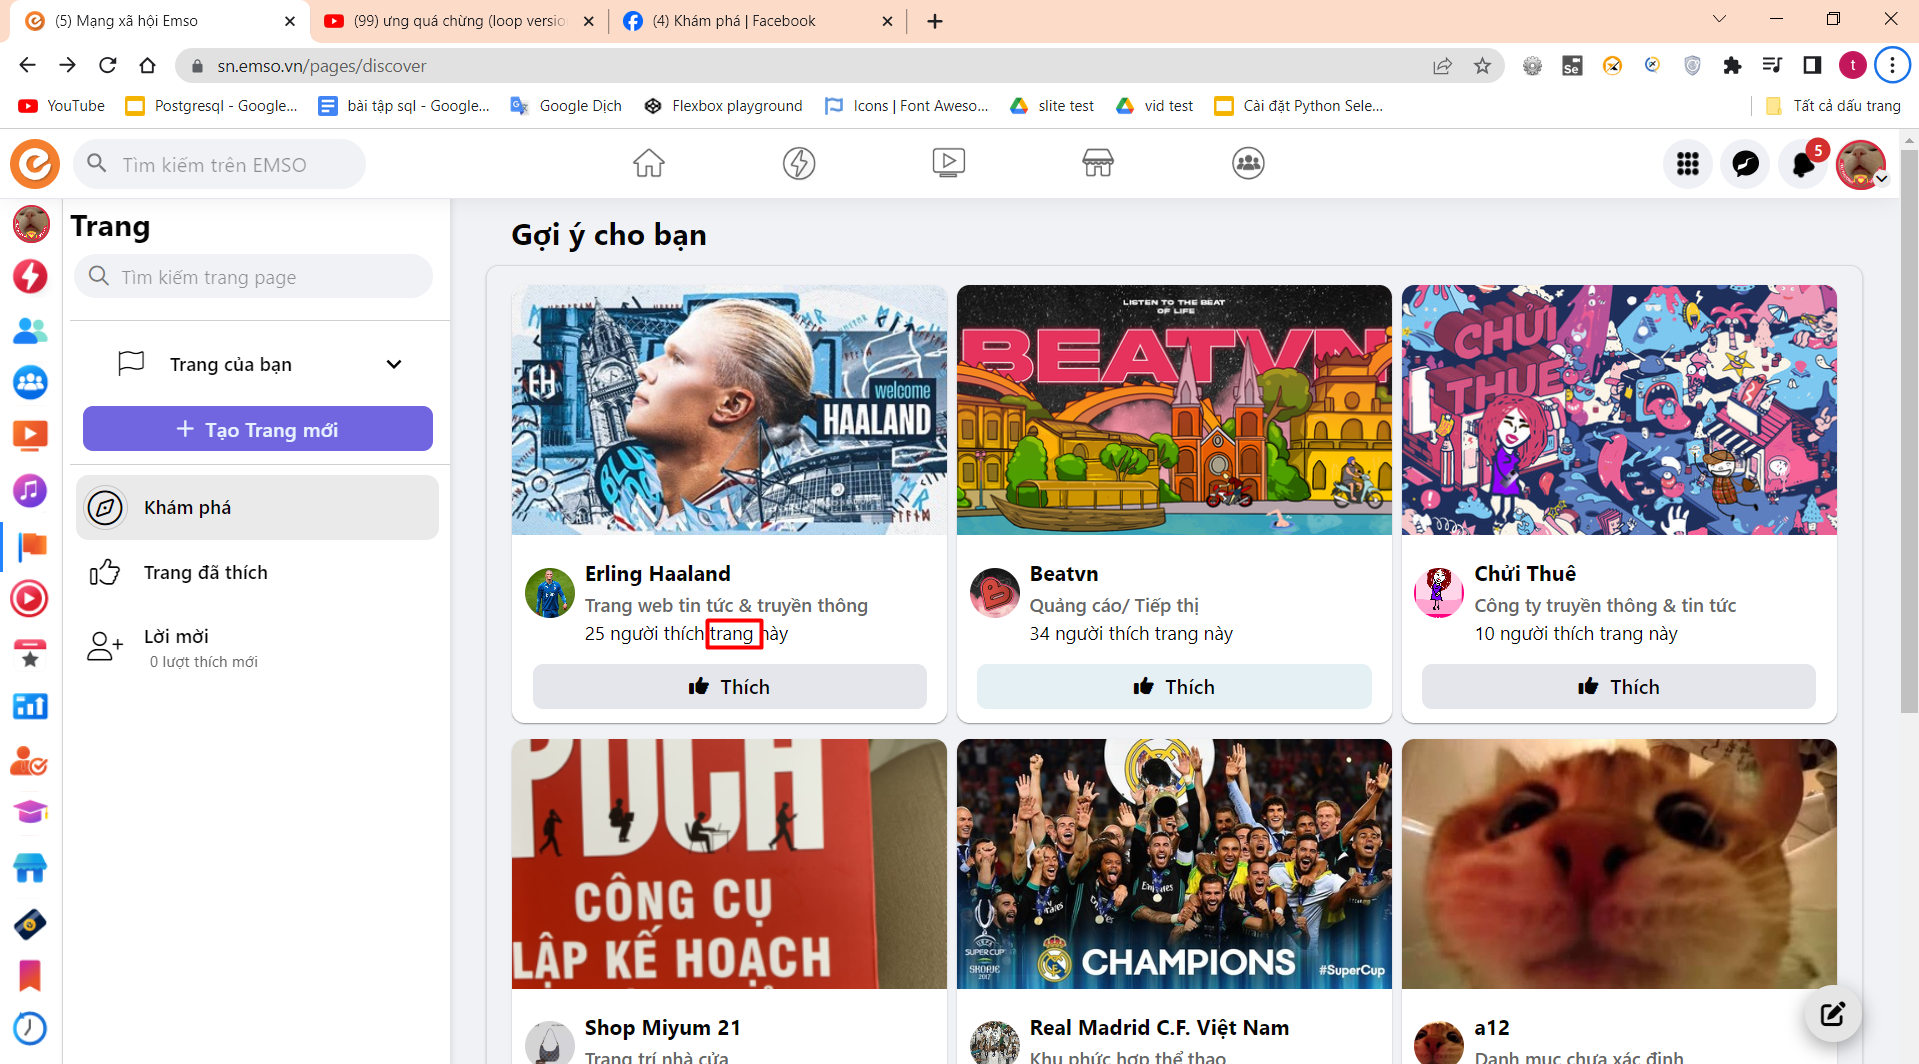 (5) Mạng xã hội Emso
(99) ưng quá chừng (loop versio
(4) Khám phá | Facebook
sn.emso.vn/pages/discover
Se
t
YouTube
Postgresql - Google...
bài tập sql - Google...
Google Dịch
Flexbox playground
Icons | Font Aweso...
slite test
vid test
Cài đặt Python Sele...
Tất cả dấu trang
Tìm kiếm trên EMSO
5
Trang
Tìm kiếm trang page
Trang của bạn
+ Tạo Trang mới
Khám phá
Trang đã thích
Lời mời
0 lượt thích mới
Gợi ý cho bạn
welcome
HAALAND
LISTEN TO THE BEAT
OF LIFE
BEATVN
CHỬI
THUÊ
Erling Haaland
Trang web tin tức & truyền thông
25 người thích trang này
Thích
Beatvn
Quảng cáo/ Tiếp thị
34 người thích trang này
Thích
Chửi Thuê
Công ty truyền thông & tin tức
10 người thích trang này
Thích
PDCA
CÔNG CỤ
LẬP KẾ HOẠCH
UEFA
SUPER CUP
SKOPJE
2017
CHAMPIONS
#SuperCup
Shop Miyum 21
Trang trí nhà cửa
Real Madrid C.F. Việt Nam
Khu phức hợp thể thao
a12
Danh mục chưa xác định